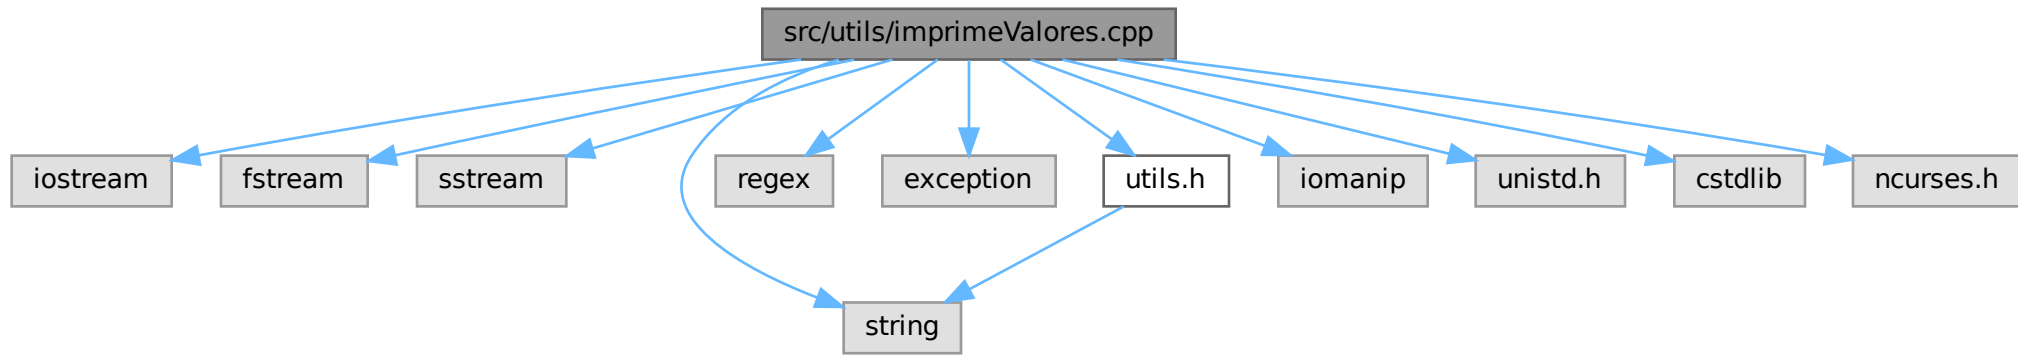 src/utils/imprimeValores.cpp
iostream
fstream
sstream
regex
exception
utils.h
iomanip
unistd.h
cstdlib
ncurses.h
string